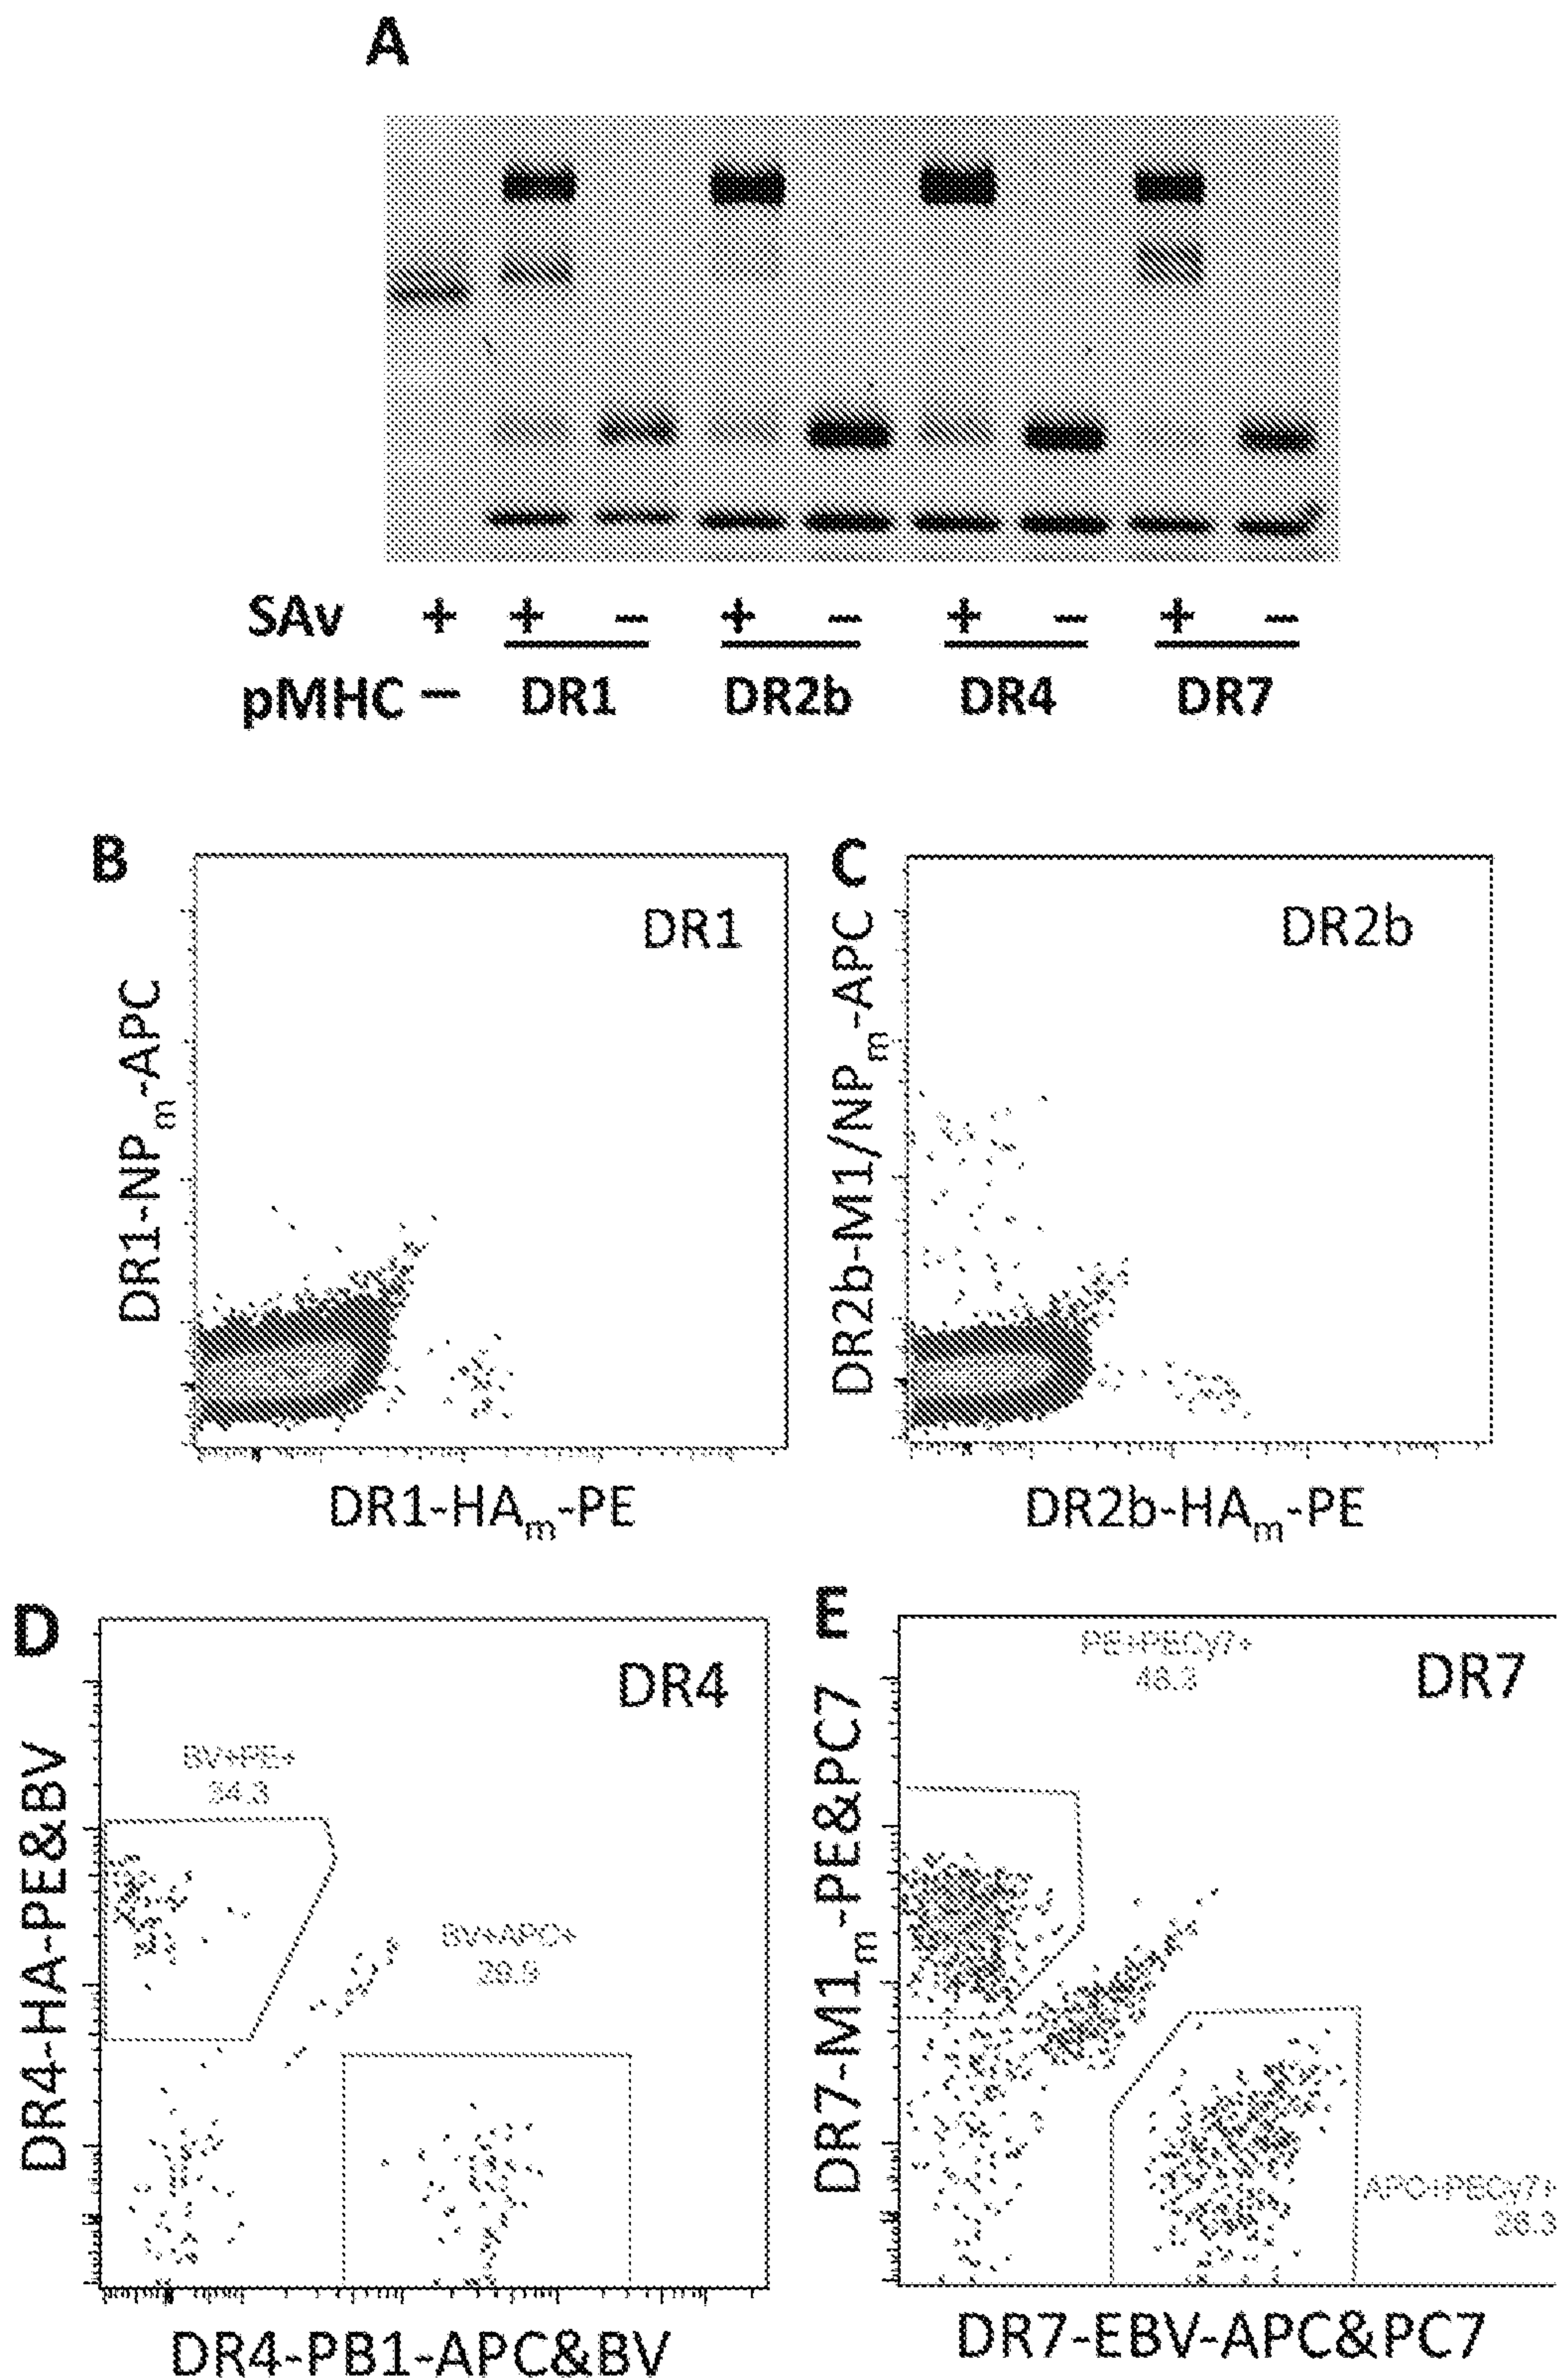 A
SAv + + − + − + − + −
pMHC − DR1 DR2b DR4 DR7
B
DR1
DR1-NPm-APC
DR1-HAm-PE
C
DR2b
DR2b-M1/NPm-APC
DR2b-HAm-PE
D
DR4
BV+PE+
34.3
BV+APC+
28.9
DR4-HA-PE&BV
DR4-PB1-APC&BV
E
PE+PECy7+
48.3
DR7
APC+PECy7+
26.3
DR7-M1m-PE&PC7
DR7-EBV-APC&PC7